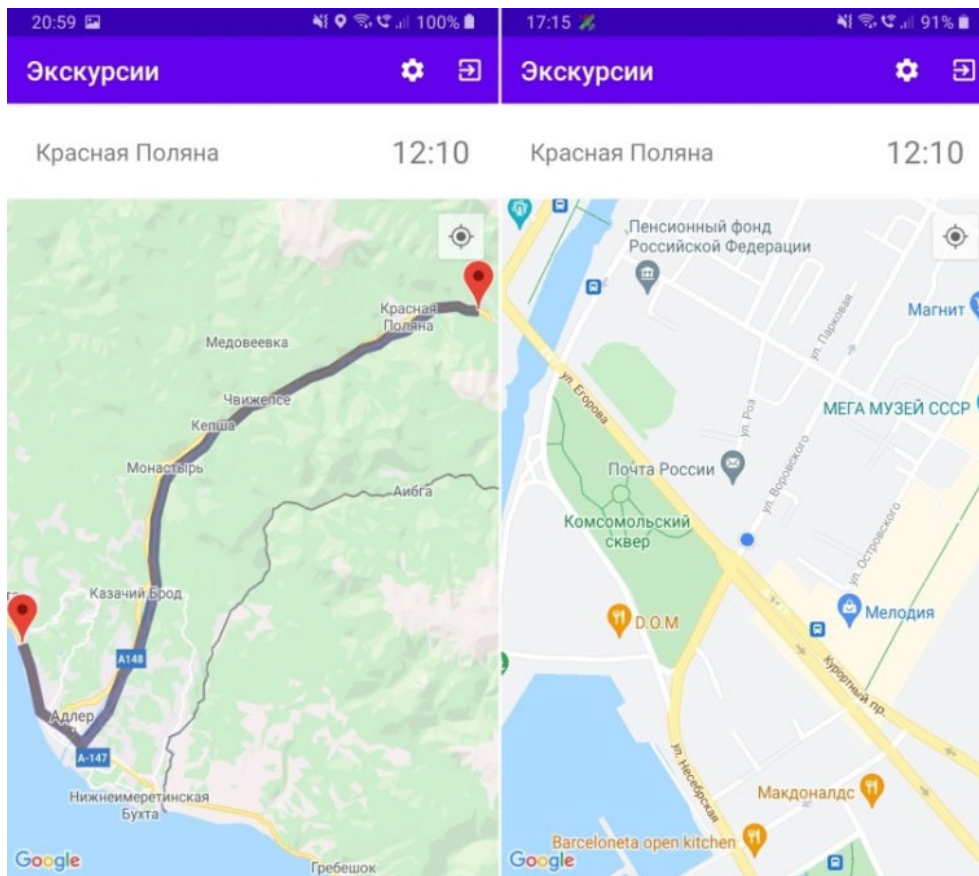 20:59
100%
Экскурсии
Красная Поляна
12:10
Красная
Поляна
Медовеевка
Чвижепсе
Кепша
Монастырь
Аибга
Казачий Брод
А148
Адлер
А-147
Нижнеимеретинская
Бухта
Гребешок
Google
17:15
91%
Экскурсии
Красная Поляна
12:10
Пенсионный фонд
Российской Федерации
Магнит
ул. Парковая
ул. Егорова
ул. Роз
МЕГА МУЗЕЙ СССР
Почта России
ул. Воровского
Комсомольский
сквер
ул. Островского
D.O.M
Мелодия
Курортный пр.
ул. Несебрская
Макдоналдс
Barceloneta open kitchen
Google